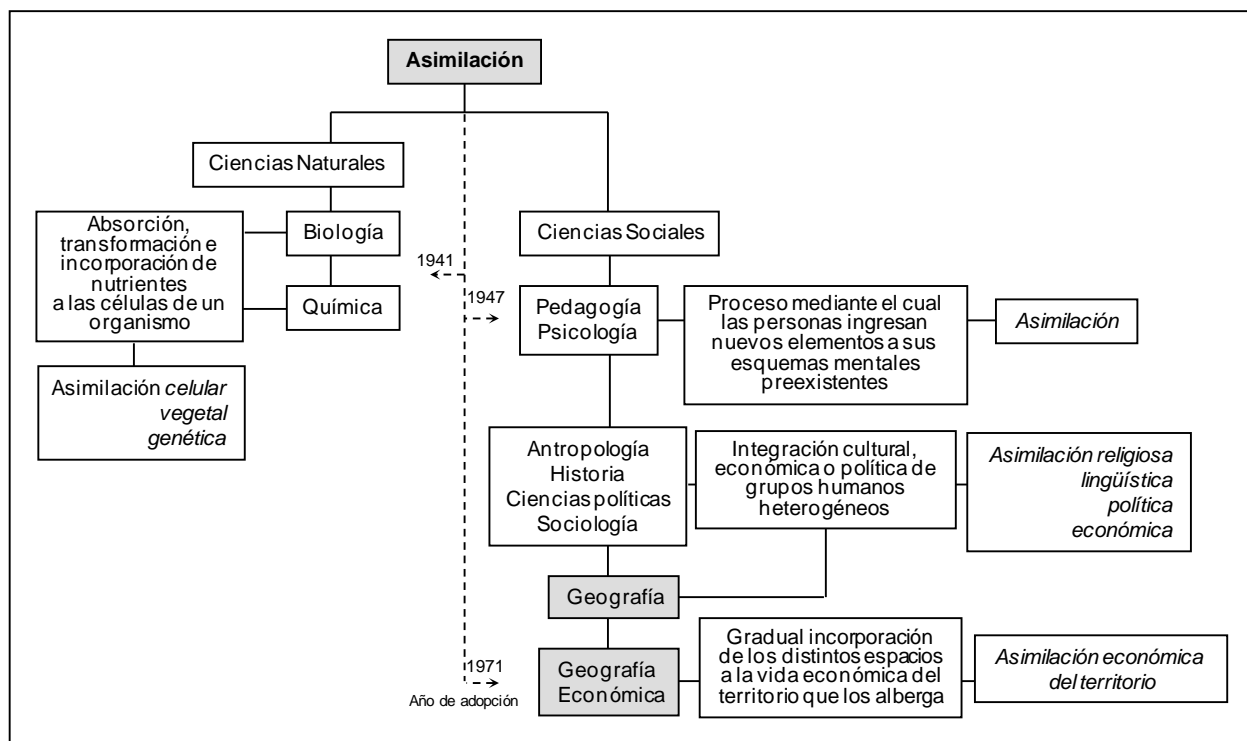 Asimilación
Ciencias Naturales
Absorción,
transformación e
incorporación de
nutrientes
a las células de un
organismo
Biología
Química
Asimilación celular
vegetal
genética
1941
1947
Ciencias Sociales
Pedagogía
Psicología
Proceso mediante el cual
las personas ingresan
nuevos elementos a sus
esquemas mentales
preexistentes
Asimilación
Antropología
Historia
Ciencias políticas
Sociología
Integración cultural,
económica o política de
grupos humanos
heterogéneos
Asimilación religiosa
lingüística
política
económica
Geografía
1971
Año de adopción
Geografía
Económica
Gradual incorporación
de los distintos espacios
a la vida económica del
territorio que los alberga
Asimilación económica
del territorio